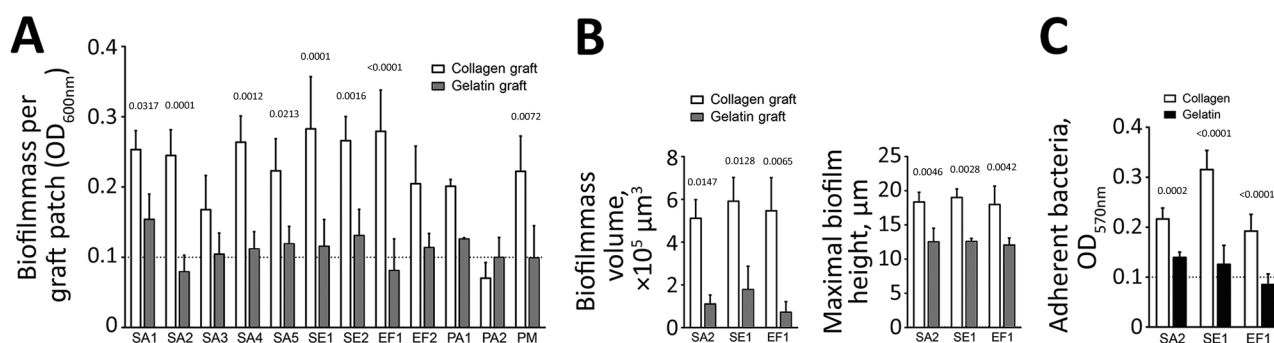 A
Biofilmmass per
graft patch (OD600nm)
0.4
0.3
0.2
0.1
0
0.0317
0.0001
0.0012
0.0213
0.0001
0.0016
<0.0001
0.0072
Collagen graft
Gelatin graft
SA1 SA2 SA3 SA4 SA5 SE1 SE2 EF1 EF2 PA1 PA2 PM
B
Collagen graft
Gelatin graft
Biofilmmass
volume,
×10⁵ µm³
8
6
4
2
0
0.0147
0.0128
0.0065
SA2 SE1 EF1
Maximal biofilm
height, µm
25
20
15
10
5
0
0.0046
0.0028
0.0042
SA2 SE1 EF1
C
Collagen
Gelatin
Adherent bacteria,
OD570nm
0.4
0.3
0.2
0.1
0
0.0002
<0.0001
<0.0001
SA2 SE1 EF1